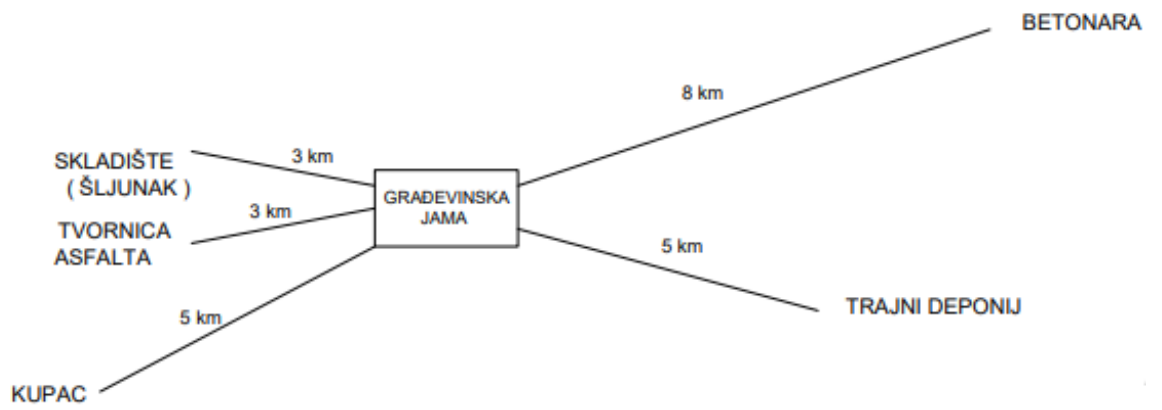 BETONARA
8 km
SKLADIŠTE
( ŠLJUNAK )
3 km
GRAĐEVINSKA
JAMA
3 km
TVORNICA
ASFALTA
5 km
TRAJNI DEPONIJ
5 km
KUPAC